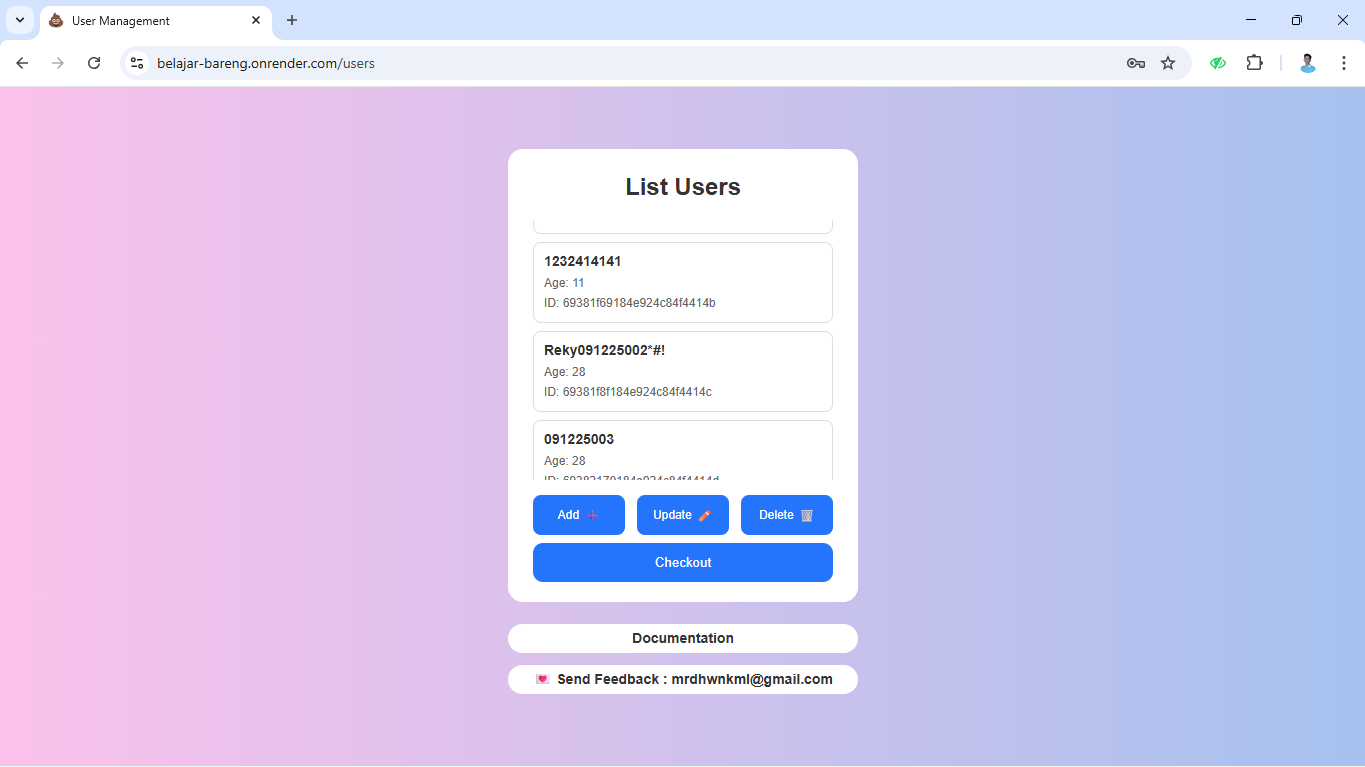 User Management
belajar-bareng.onrender.com/users
List Users
1232414141
Age: 11
ID: 69381f69184e924c84f4414b
Reky091225002*#!
Age: 28
ID: 69381f8f184e924c84f4414c
091225003
Age: 28
ID:
Add
Update
Delete
Checkout
Documentation
Send Feedback : mrdhwnkml@gmail.com